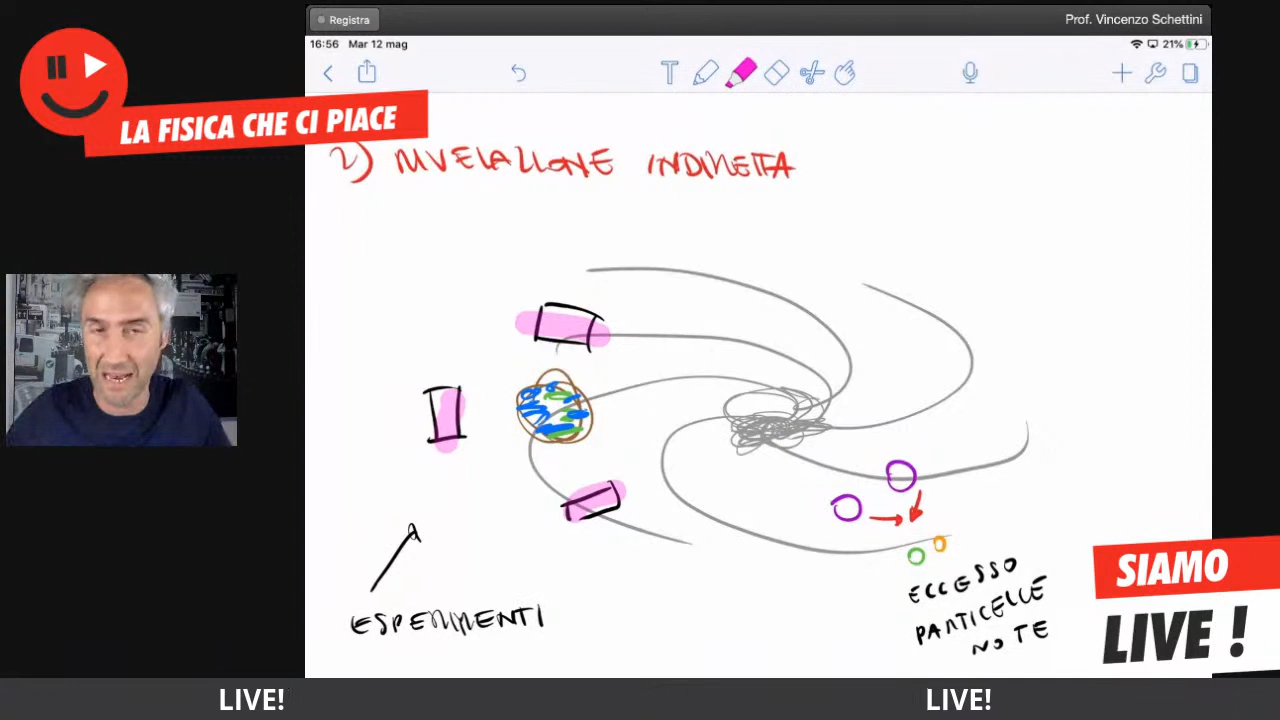 Registra
Prof. Vincenzo Schettini
16:56 Mar 12 mag
21%
T
LA FISICA CHE CI PIACE
2) RIVELAZIONE INDIRETTA
ECCESSO
PARTICELLE
NOTE
ESPERIMENTI
SIAMO
LIVE !
LIVE!
LIVE!